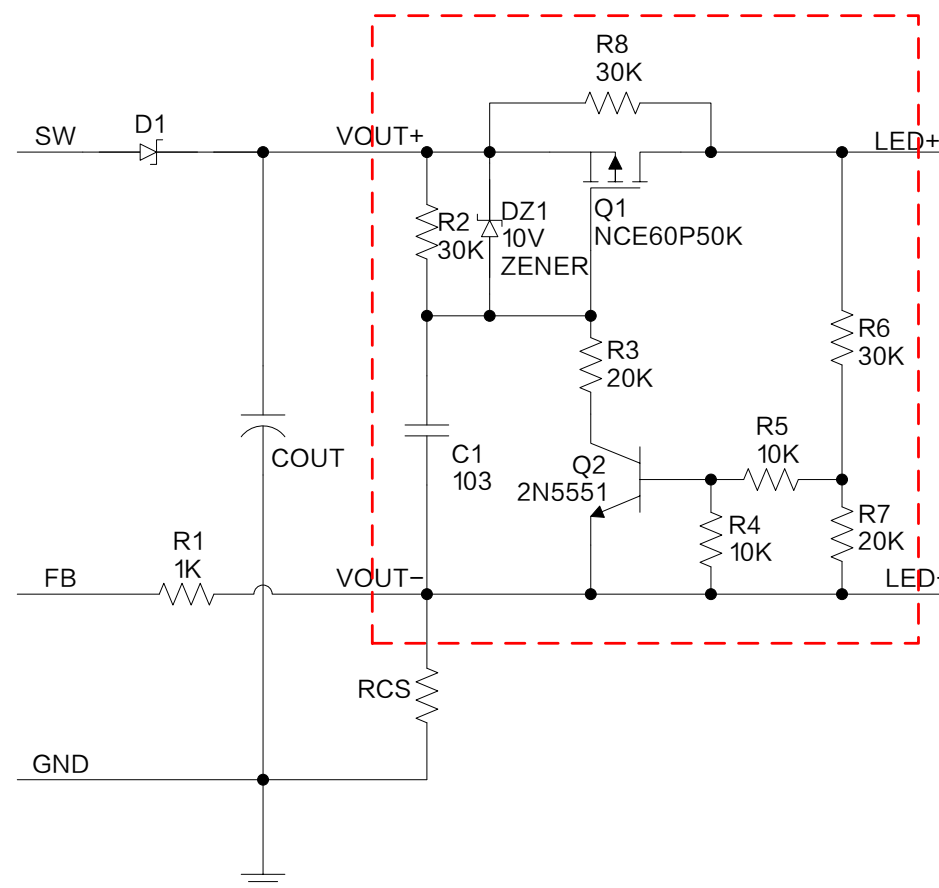 R8
30K
D1
SW
VOUT+
LED+
R2
30K
DZ1
10V
ZENER
Q1
NCE60P50K
R3
20K
R6
30K
R5
10K
COUT
C1
103
Q2
2N5551
R4
10K
R7
20K
R1
1K
FB
VOUT−
LED-
RCS
GND